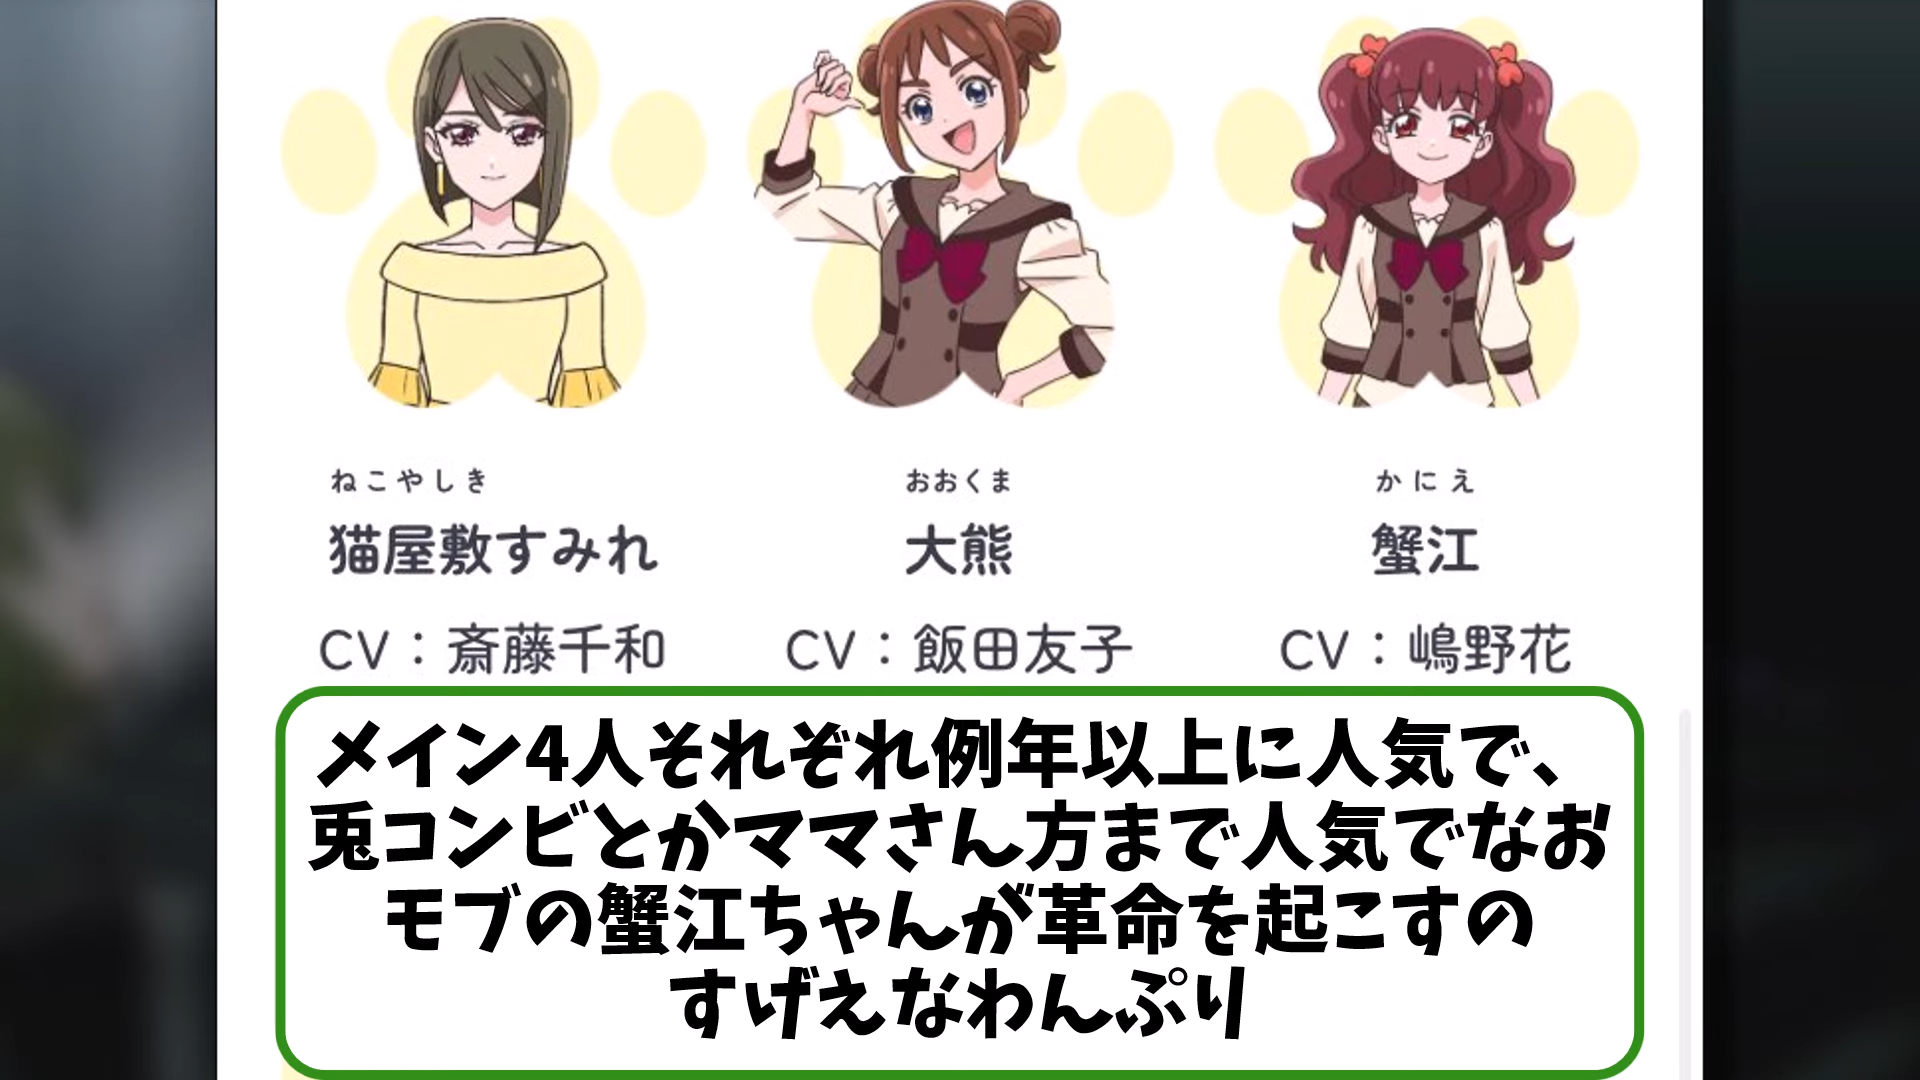 ねこやしき
猫屋敷すみれ
CV：斎藤千和
おおくま
大熊
CV：飯田友子
かにえ
蟹江
CV：嶋野花
メイン4人それぞれ例年以上に人気で、
兎コンビとかママさん方まで人気でなお
モブの蟹江ちゃんが革命を起こすの
すげえなわんぷり